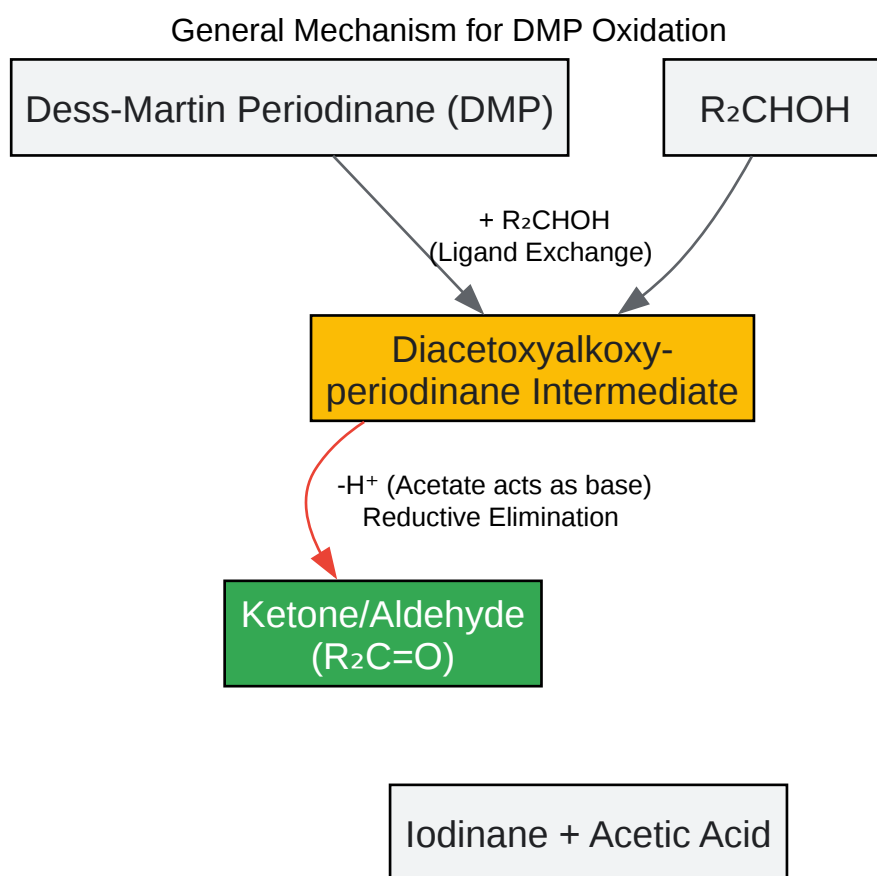 General Mechanism for DMP Oxidation
Dess-Martin Periodinane (DMP)
R₂CHOH
+ R₂CHOH
(Ligand Exchange)
Diacetoxyalkoxy-
periodinane Intermediate
-H⁺ (Acetate acts as base)
Reductive Elimination
Ketone/Aldehyde
(R₂C=O)
Iodinane + Acetic Acid